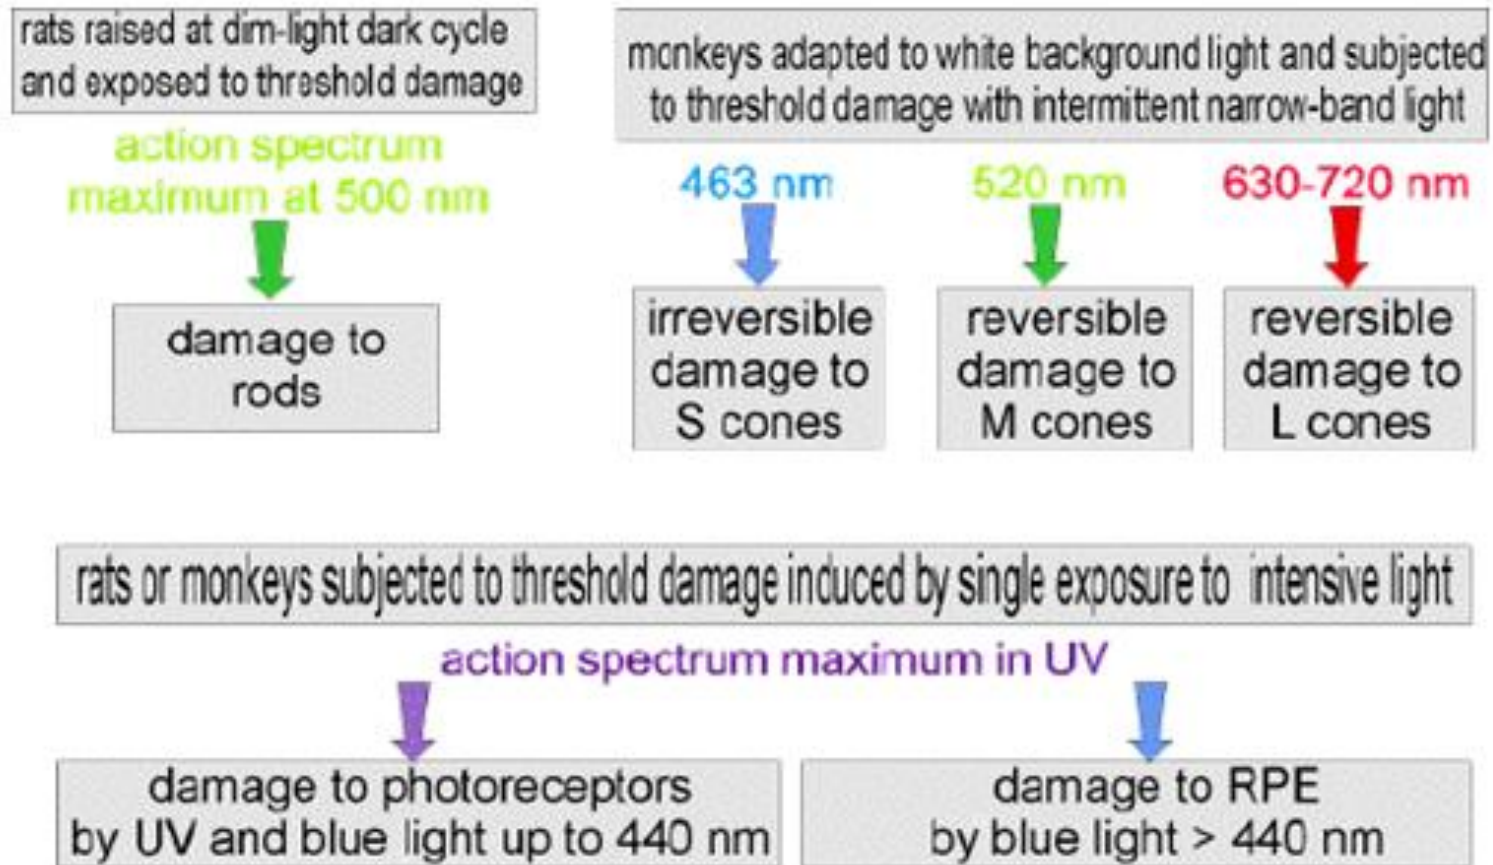 rats raised at dim-light dark cycle
and exposed to threshold damage
action spectrum
maximum at 500 nm
damage to
rods
monkeys adapted to white background light and subjected
to threshold damage with intermittent narrow-band light
463 nm
irreversible
damage to
S cones
520 nm
reversible
damage to
M cones
630-720 nm
reversible
damage to
L cones
rats or monkeys subjected to threshold damage induced by single exposure to intensive light
action spectrum maximum in UV
damage to photoreceptors
by UV and blue light up to 440 nm
damage to RPE
by blue light > 440 nm